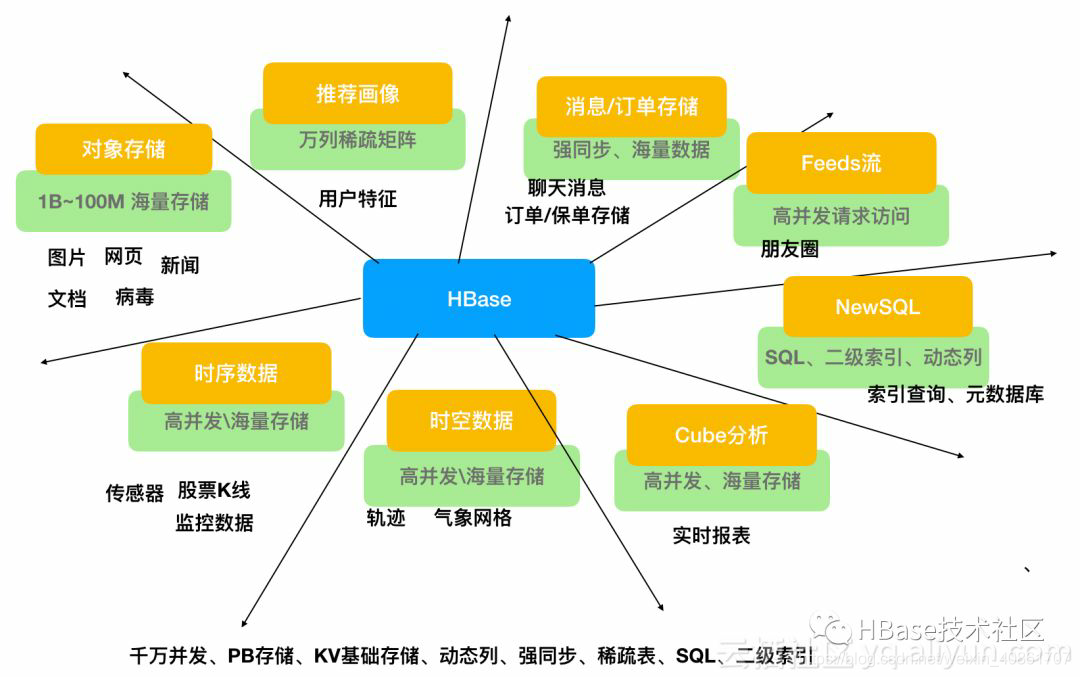 推荐画像
万列稀疏矩阵
用户特征
消息/订单存储
强同步、海量数据
聊天消息
订单/保单存储
对象存储
1B~100M 海量存储
图片 网页 新闻
文档 病毒
Feeds流
高并发请求访问
朋友圈
HBase
NewSQL
SQL、二级索引、动态列
索引查询、元数据库
时序数据
高并发\海量存储
传感器 股票K线
监控数据
时空数据
高并发\海量存储
轨迹 气象网格
Cube分析
高并发、海量存储
实时报表
、
千万并发、PB存储、KV基础存储、动态列、强同步、稀疏表、SQL、二级索引
HBase技术社区
云栖社区 yq.aliyun.com